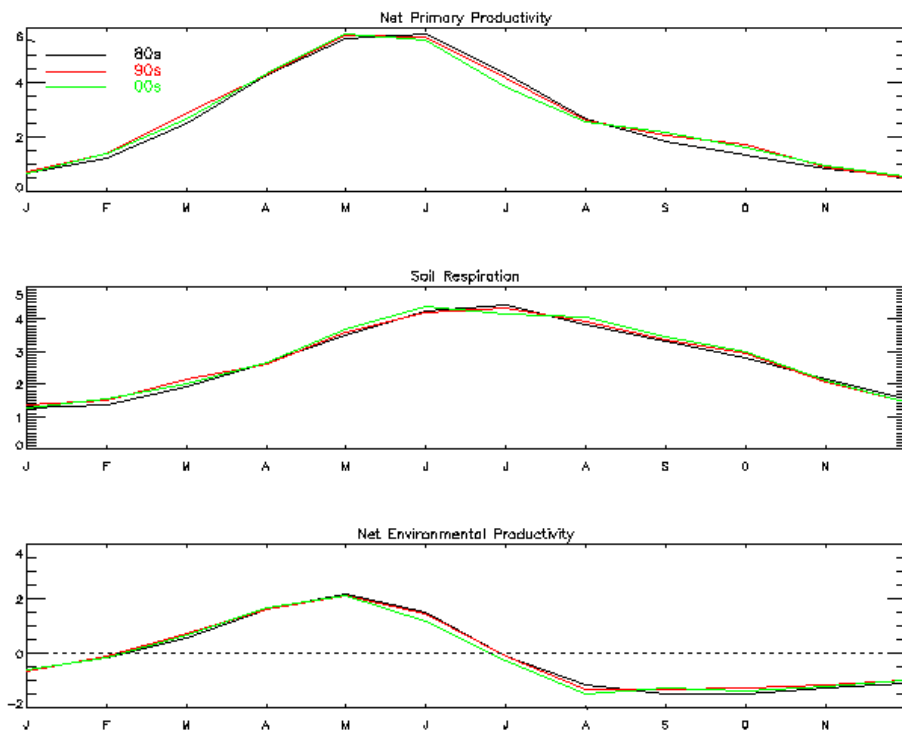 Net Primary Productivity
6
4
2
0
80s
90s
00s
J F M A M J J A S O N
Soil Respiration
5
4
3
2
1
0
J F M A M J J A S O N
Net Environmental Productivity
4
2
0
-2
J F M A M J J A S O N